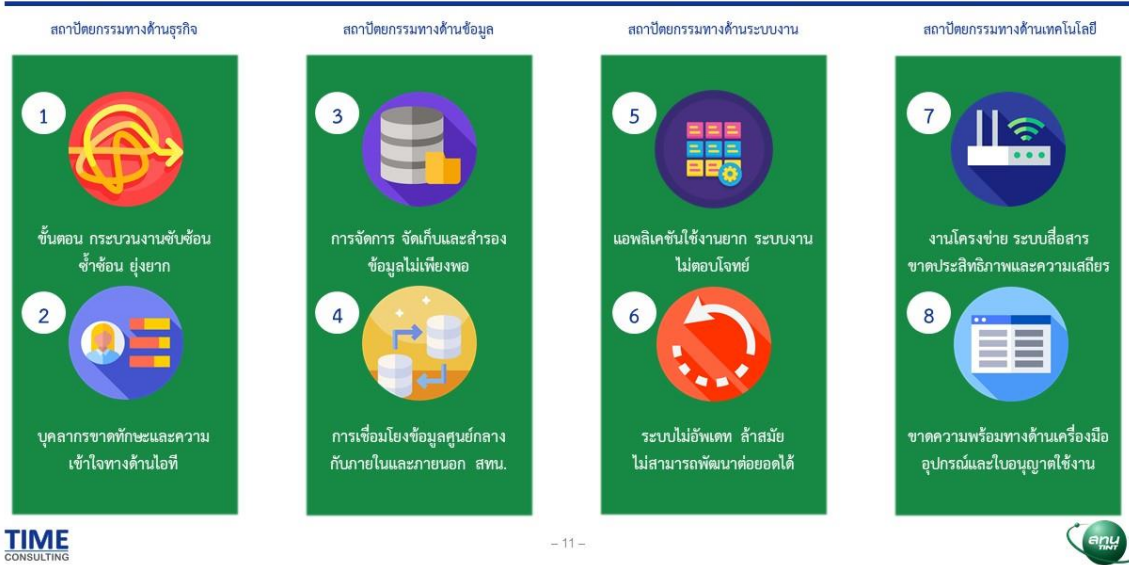 สถาปัตยกรรมทางด้านธุรกิจ
สถาปัตยกรรมทางด้านข้อมูล
สถาปัตยกรรมทางด้านระบบงาน
สถาปัตยกรรมทางด้านเทคโนโลยี
1
ขั้นตอน กระบวนงานซับซ้อน
ซ้ำซ้อน ยุ่งยาก
2
บุคลากรขาดทักษะและความ
เข้าใจทางด้านไอที
3
การจัดการ จัดเก็บและสำรอง
ข้อมูลไม่เพียงพอ
4
การเชื่อมโยงข้อมูลศูนย์กลาง
กับภายในและภายนอก สทน.
5
แอพลิเคชันใช้งานยาก ระบบงาน
ไม่ตอบโจทย์
6
ระบบไม่อัพเดท ล้าสมัย
ไม่สามารถพัฒนาต่อยอดได้
7
งานโครงข่าย ระบบสื่อสาร
ขาดประสิทธิภาพและความเสถียร
8
ขาดความพร้อมทางด้านเครื่องมือ
อุปกรณ์และใบอนุญาตใช้งาน
TIME
CONSULTING
– 11 –
สทน
TINT